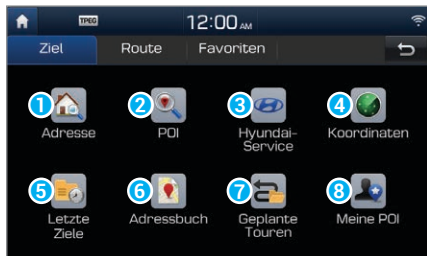 TPEG 12:00 AM
Ziel Route Favoriten
1 2 3 4
Adresse POI Hyundai- Koordinaten
Service
5 6 7 8
Letzte Adressbuch Geplante Meine POI
Ziele Touren